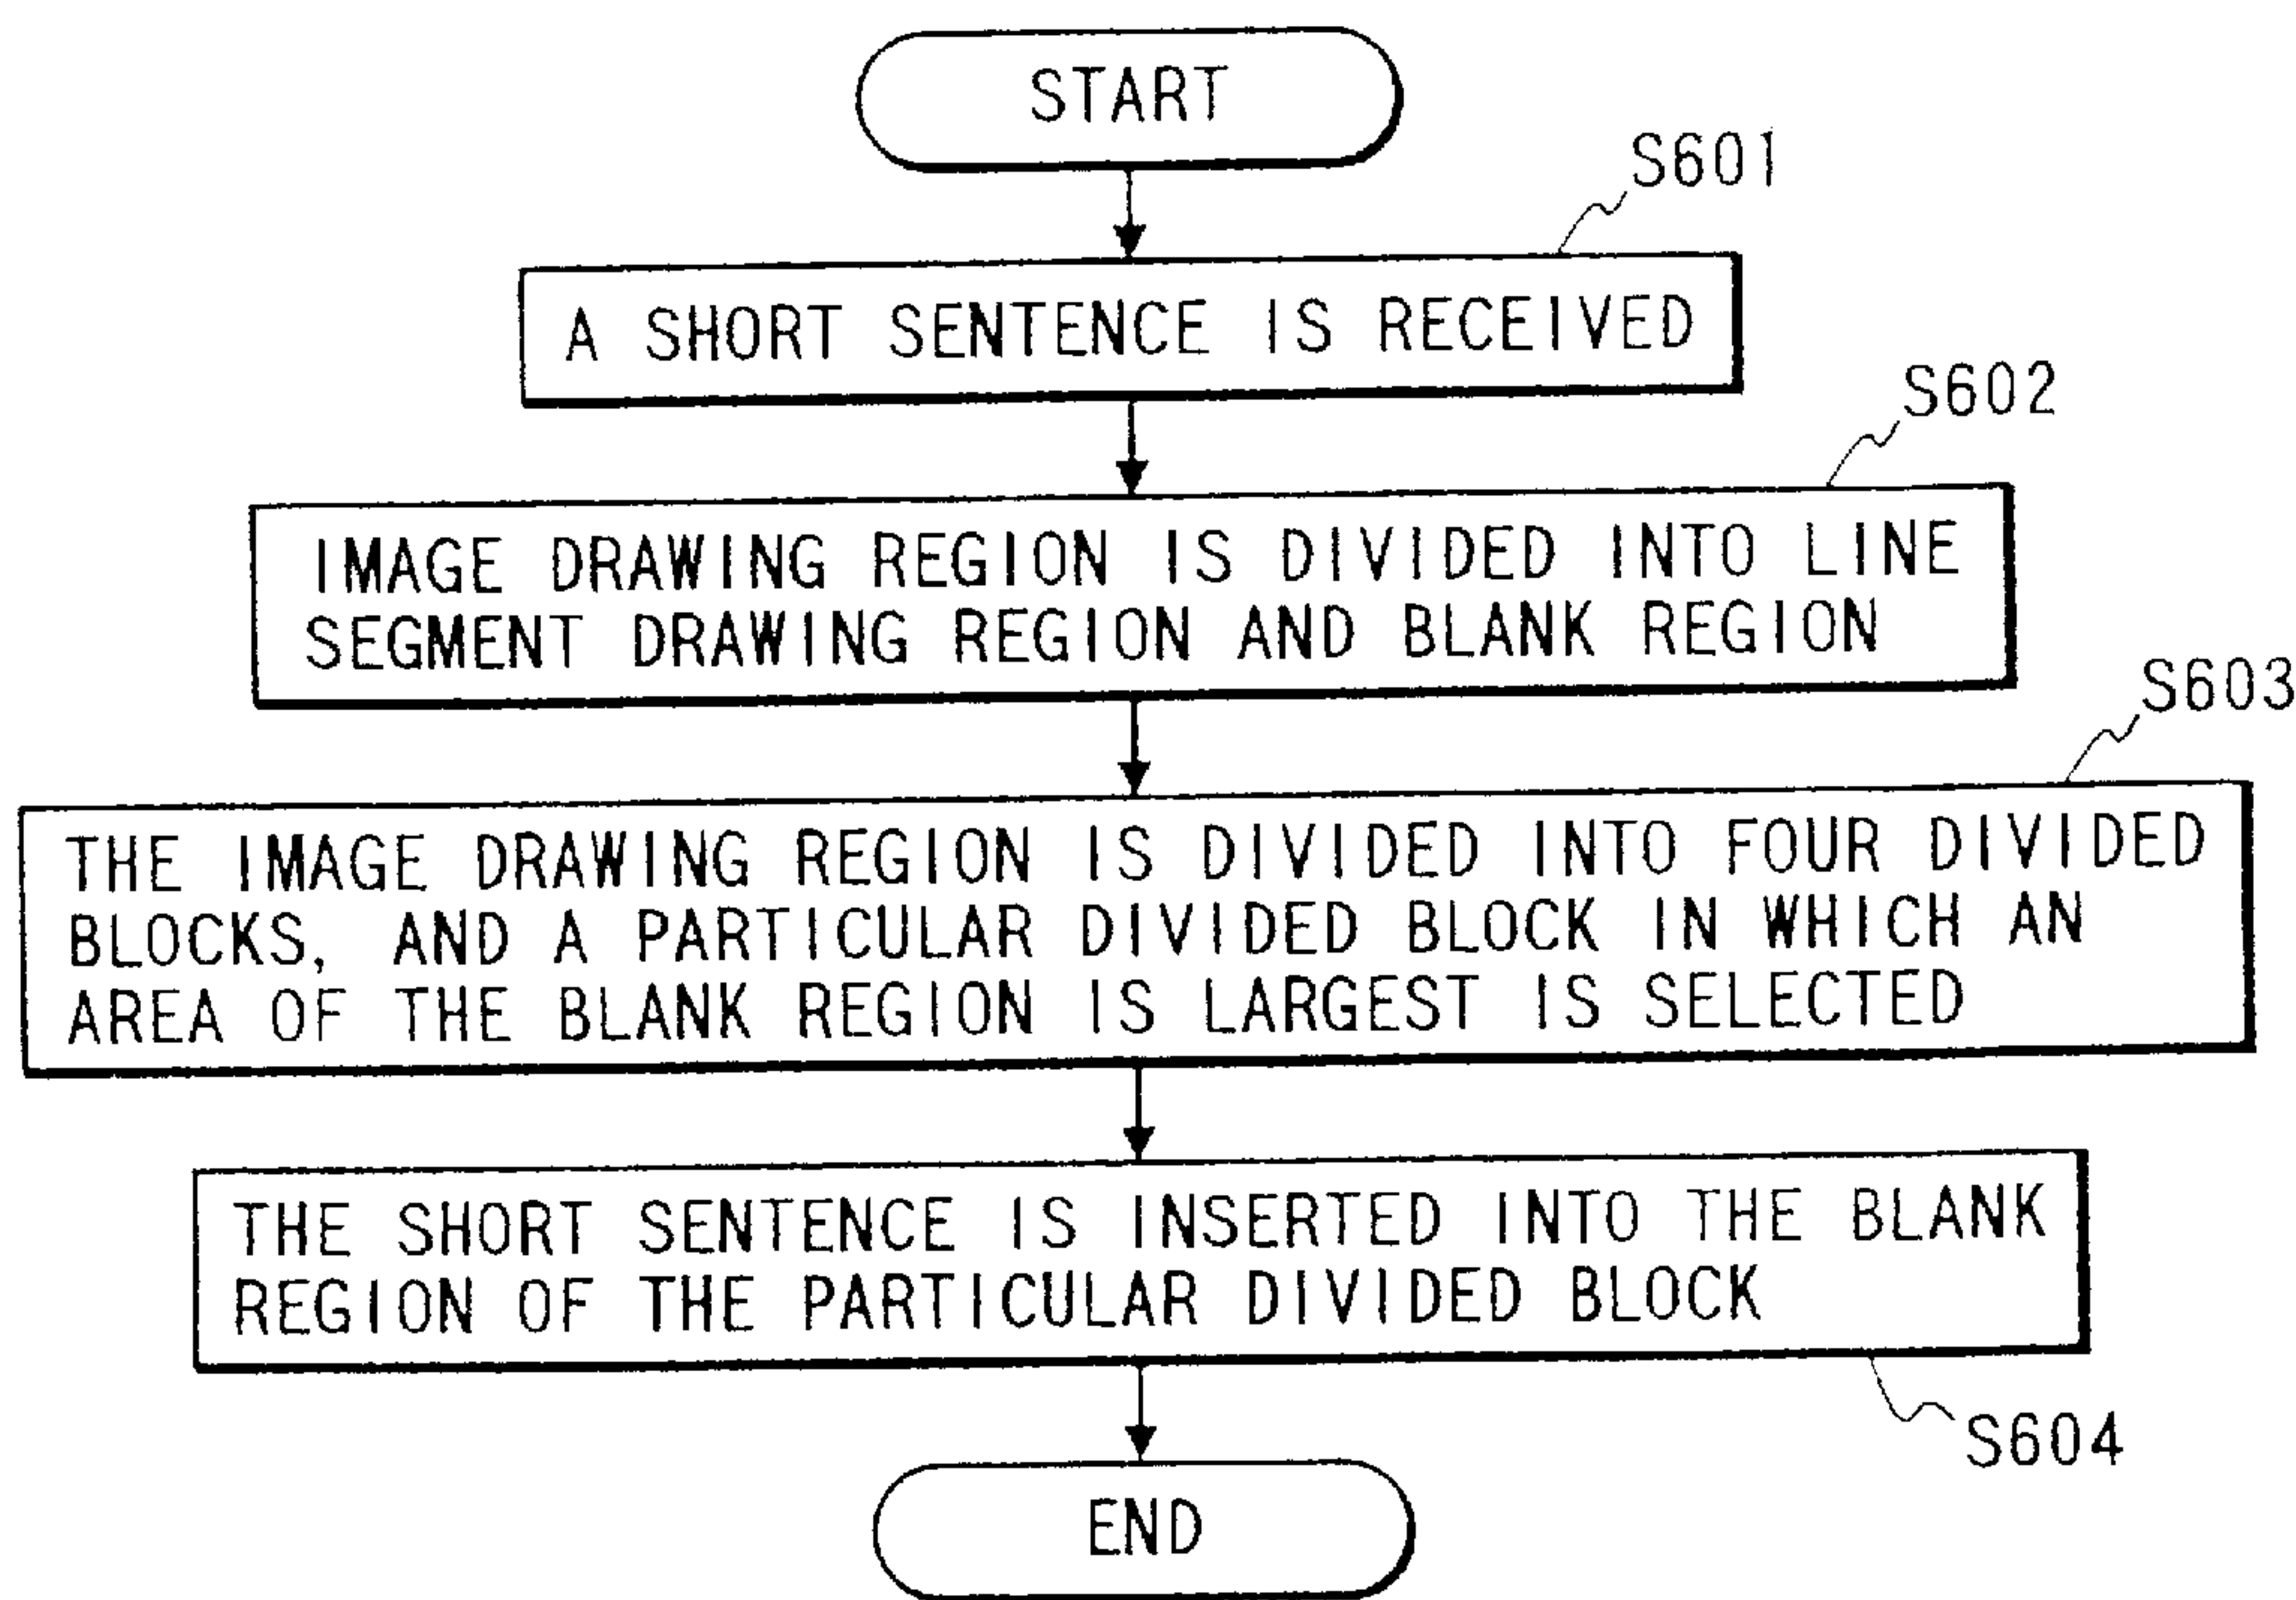 START
S601
A SHORT SENTENCE IS RECEIVED
S602
IMAGE DRAWING REGION IS DIVIDED INTO LINE
SEGMENT DRAWING REGION AND BLANK REGION
S603
THE IMAGE DRAWING REGION IS DIVIDED INTO FOUR DIVIDED
BLOCKS, AND A PARTICULAR DIVIDED BLOCK IN WHICH AN
AREA OF THE BLANK REGION IS LARGEST IS SELECTED
THE SHORT SENTENCE IS INSERTED INTO THE BLANK
REGION OF THE PARTICULAR DIVIDED BLOCK
S604
END